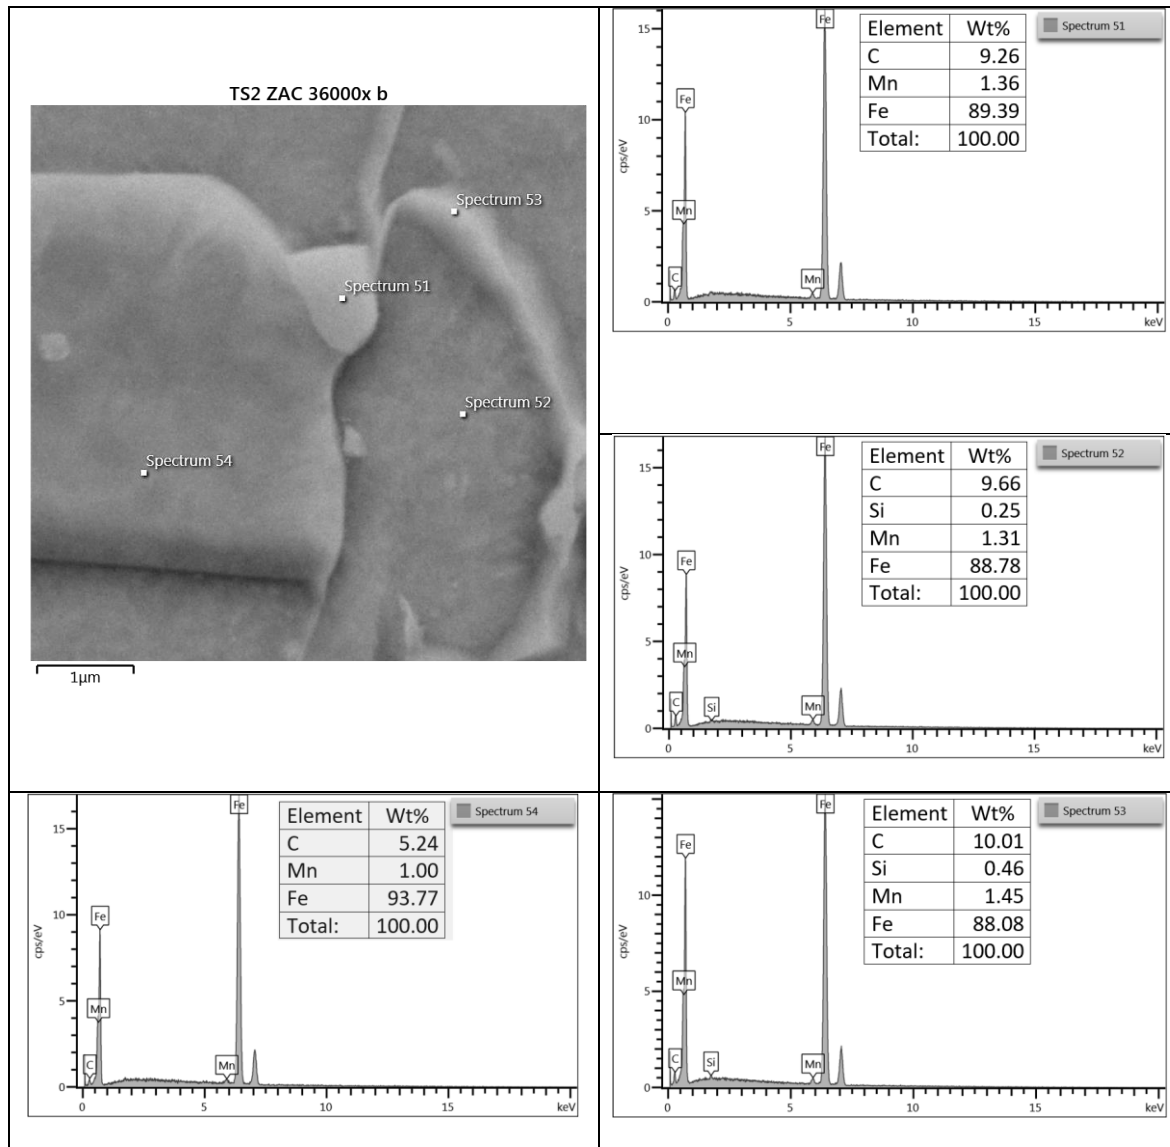 TS2 ZAC 36000x b
Spectrum 53
Spectrum 51
Spectrum 52
Spectrum 54
1µm
Spectrum 51
Element Wt%
C 9.26
Mn 1.36
Fe 89.39
Total: 100.00
cps/eV
15
10
5
0
Fe
Fe
Mn
C
Mn
0 5 10 15 keV
Spectrum 52
Element Wt%
C 9.66
Si 0.25
Mn 1.31
Fe 88.78
Total: 100.00
cps/eV
15
10
5
0
Fe
Fe
Mn
C
Si
Mn
0 5 10 15 keV
Spectrum 54
Element Wt%
C 5.24
Mn 1.00
Fe 93.77
Total: 100.00
cps/eV
15
10
5
0
Fe
Fe
Mn
C
Mn
0 5 10 15 keV
Spectrum 53
Element Wt%
C 10.01
Si 0.46
Mn 1.45
Fe 88.08
Total: 100.00
cps/eV
10
5
0
Fe
Fe
Mn
C
Si
Mn
0 5 10 15 keV